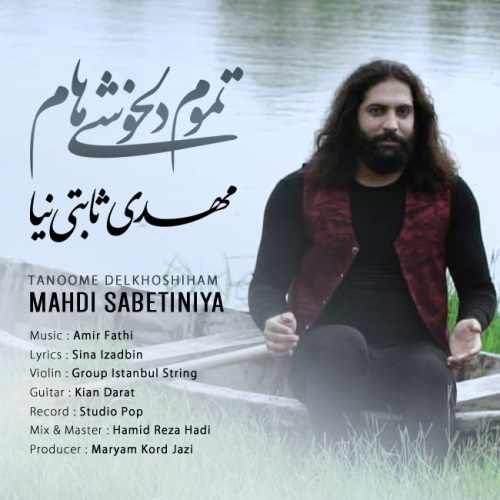 تموم دلخوشی هام
مهدی ثابتی نیا
TANOOME DELKHOSHIHAM
MAHDI SABETINIYA
Music : Amir Fathi
Lyrics : Sina Izadbin
Violin : Group Istanbul String
Guitar : Kian Darat
Record : Studio Pop
Mix & Master : Hamid Reza Hadi
Producer : Maryam Kord Jazi